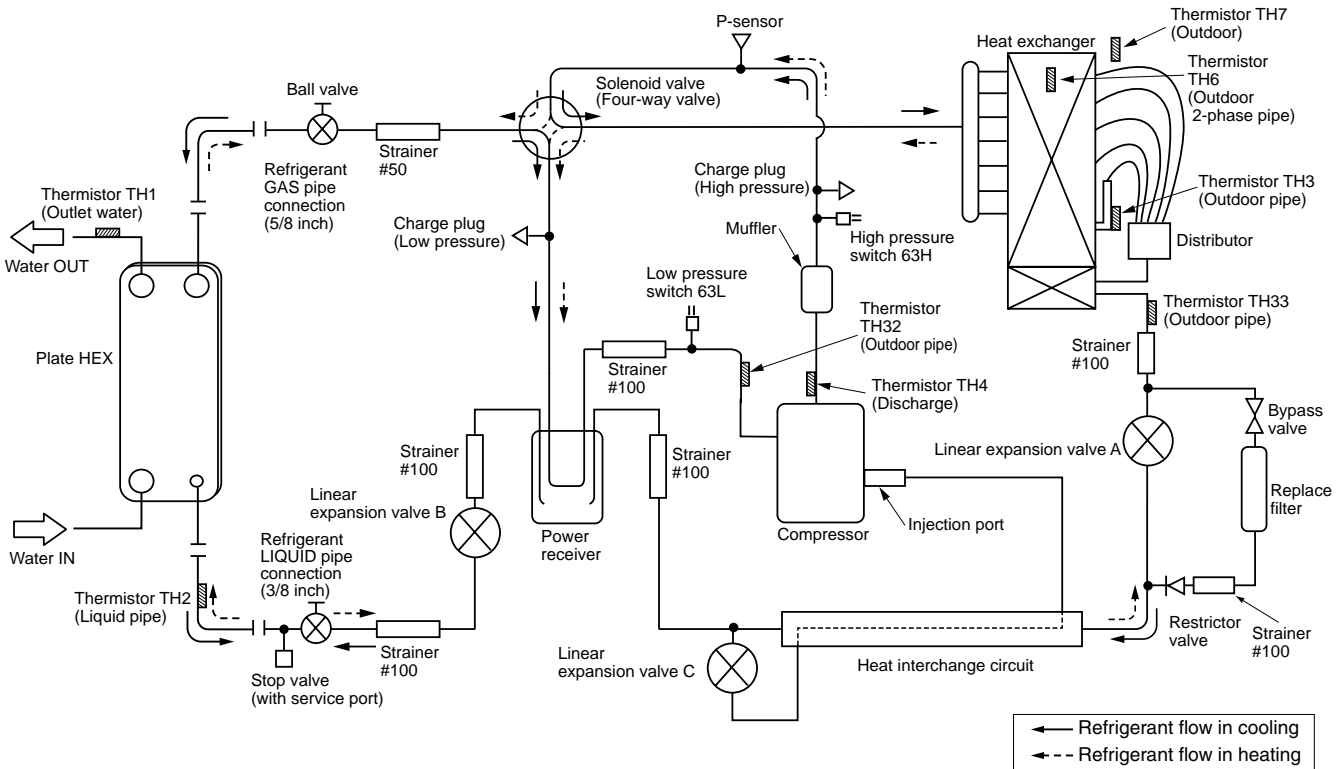 P-sensor
Thermistor TH7
(Outdoor)
Heat exchanger
Thermistor
TH6
(Outdoor
2-phase pipe)
Solenoid valve
(Four-way valve)
Ball valve
Strainer
#50
Refrigerant
GAS pipe
connection
(5/8 inch)
Thermistor TH1
(Outlet water)
Water OUT
Charge plug
(High pressure)
Thermistor TH3
(Outdoor pipe)
Charge plug
(Low pressure)
Muffler
High pressure
switch 63H
Distributor
Low pressure
switch 63L
Thermistor
TH32
(Outdoor pipe)
Thermistor TH33
(Outdoor pipe)
Plate HEX
Strainer
#100
Strainer
#100
Thermistor TH4
(Discharge)
Bypass
valve
Strainer
#100
Strainer
#100
Linear expansion valve A
Linear
expansion valve B
Replace
filter
Injection port
Power
receiver
Compressor
Water IN
Refrigerant
LIQUID pipe
connection
(3/8 inch)
Thermistor TH2
(Liquid pipe)
Restrictor
valve
Strainer
#100
Strainer
#100
Linear
expansion valve C
Heat interchange circuit
Stop valve
(with service port)
Refrigerant flow in cooling
Refrigerant flow in heating